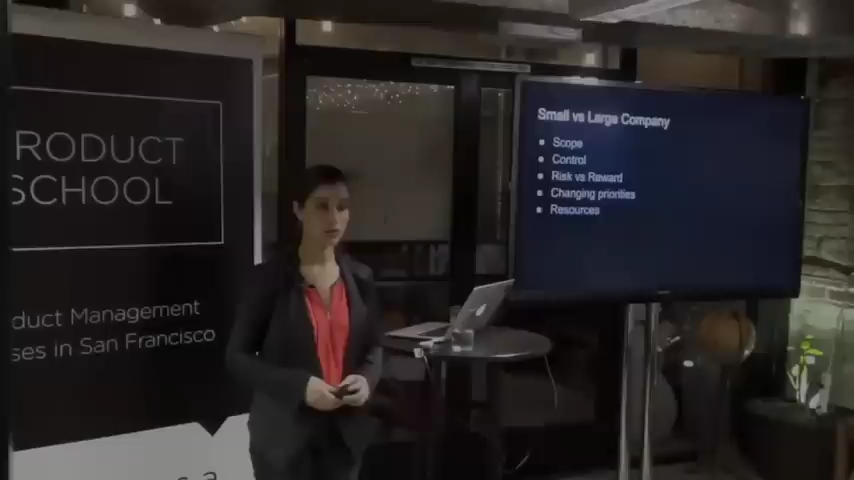 RODUCT
SCHOOL
duct Management
ses in San Francisco
Small vs Large Company
Scope
Control
Risk vs Reward
Changing priorities
Resources